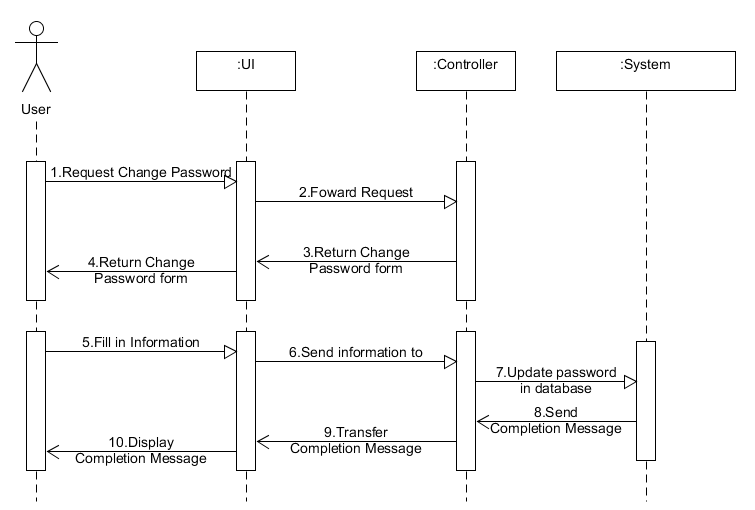 :UI
:Controller
:System
User
1.Request Change Password
2.Foward Request
3.Return Change
Password form
4.Return Change
Password form
5.Fill in Information
6.Send information to
7.Update password
in database
8.Send
Completion Message
9.Transfer
Completion Message
10.Display
Completion Message